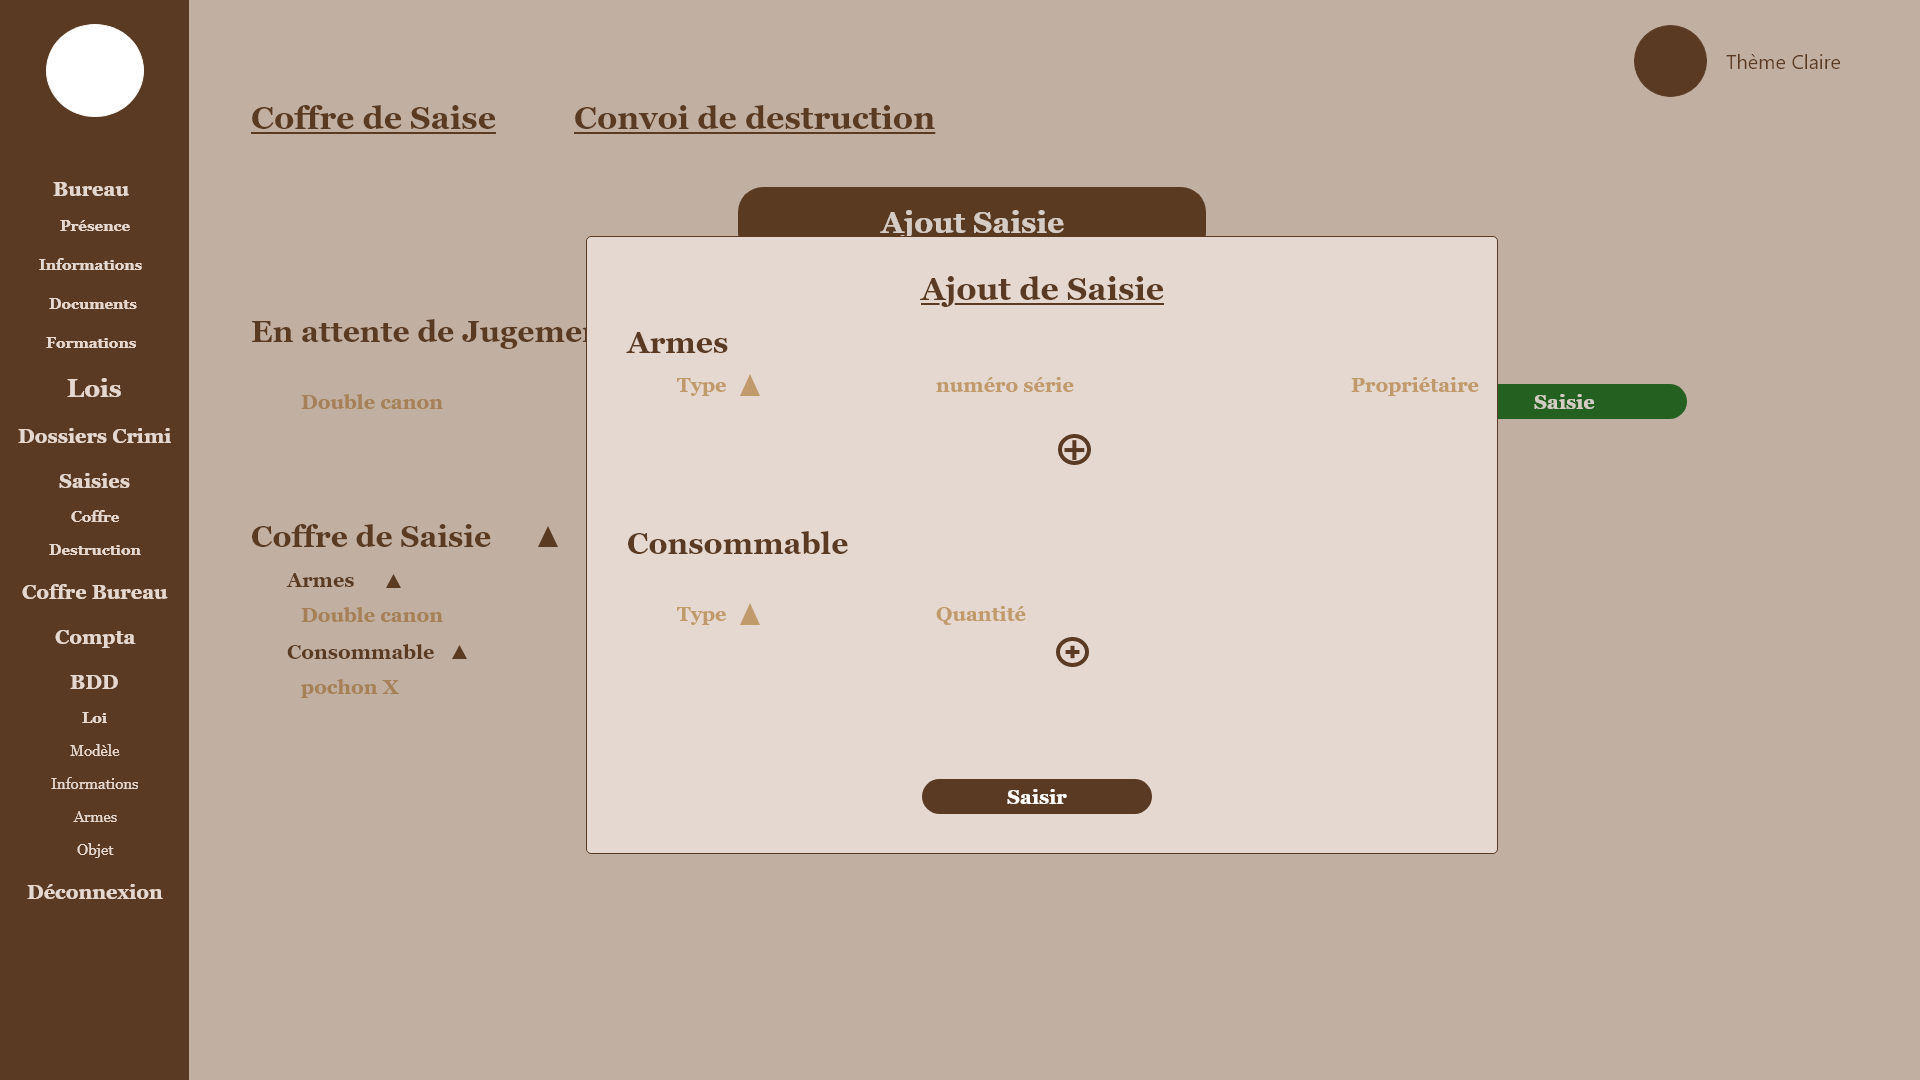 Bureau
Présence
Informations
Documents
Formations
Lois
Dossiers Crimi
Saisies
Coffre
Destruction
Coffre Bureau
Compta
BDD
Loi
Modèle
Informations
Armes
Objet
Déconnexion
Thème Claire
Coffre de Saise
Convoi de destruction
Ajout Saisie
En attente de Jugemen
Double canon
Saisie
Coffre de Saisie ▲
Armes ▲
Double canon
Consommable ▲
pochon X
Ajout de Saisie
Armes
Type ▲ numéro série Propriétaire
Consommable
Type ▲ Quantité
Saisir